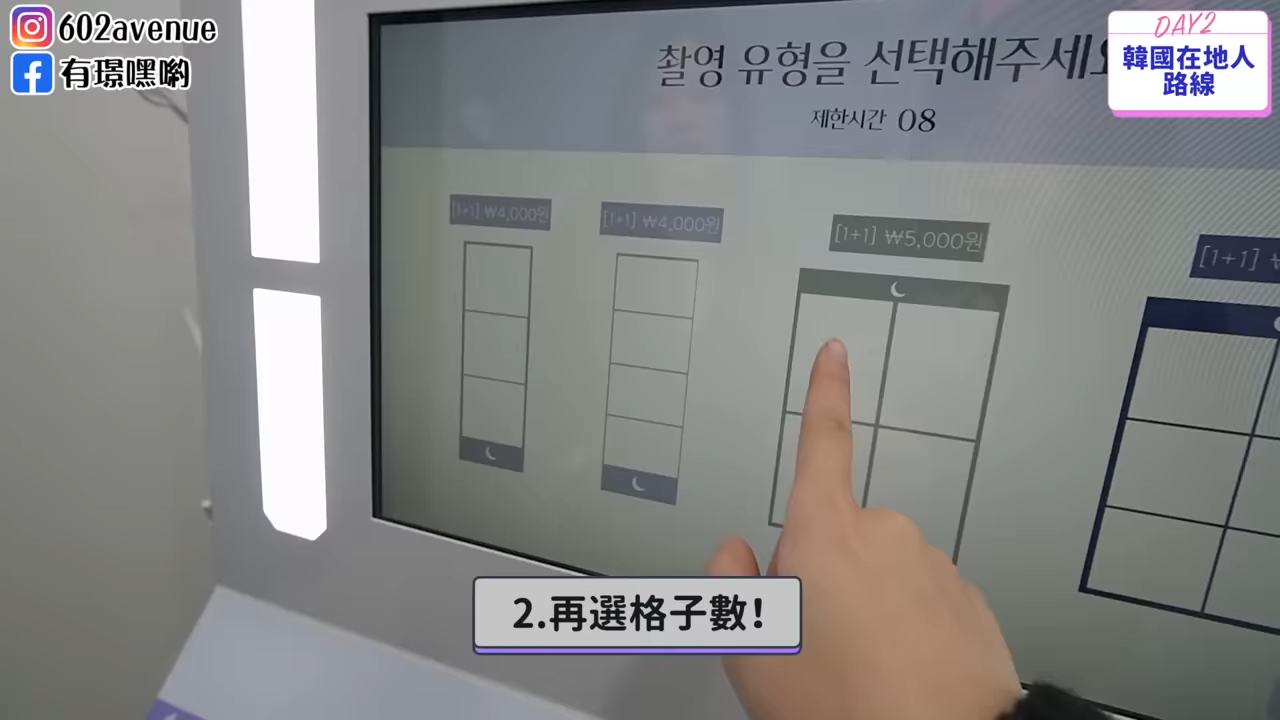 602avenue
有璟嘿喲
DAY2
韓國在地人
路線
촬영 유형을 선택해주세요
제한시간 08
[1+1] ₩4,000원
[1+1] ₩4,000원
[1+1] ₩5,000원
[1+1] ₩
2.再選格子數!